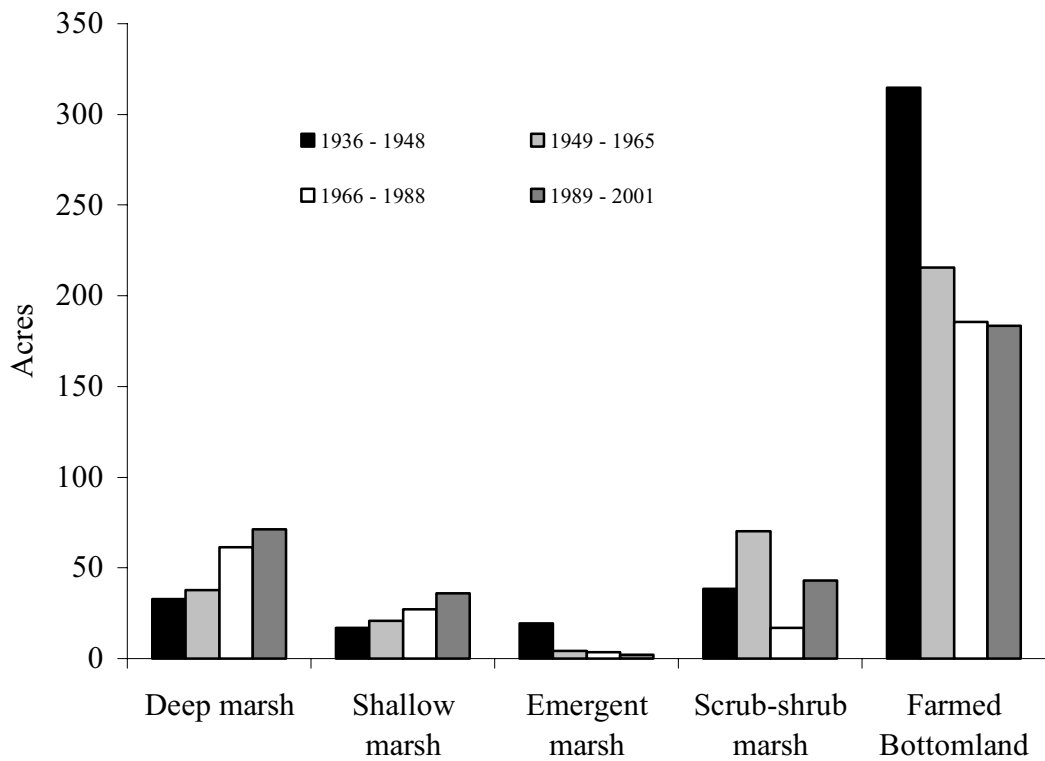 350
300
250
200
150
100
50
0
Acres
1936 - 1948
1949 - 1965
1966 - 1988
1989 - 2001
Deep marsh
Shallow
marsh
Emergent
marsh
Scrub-shrub
marsh
Farmed
Bottomland